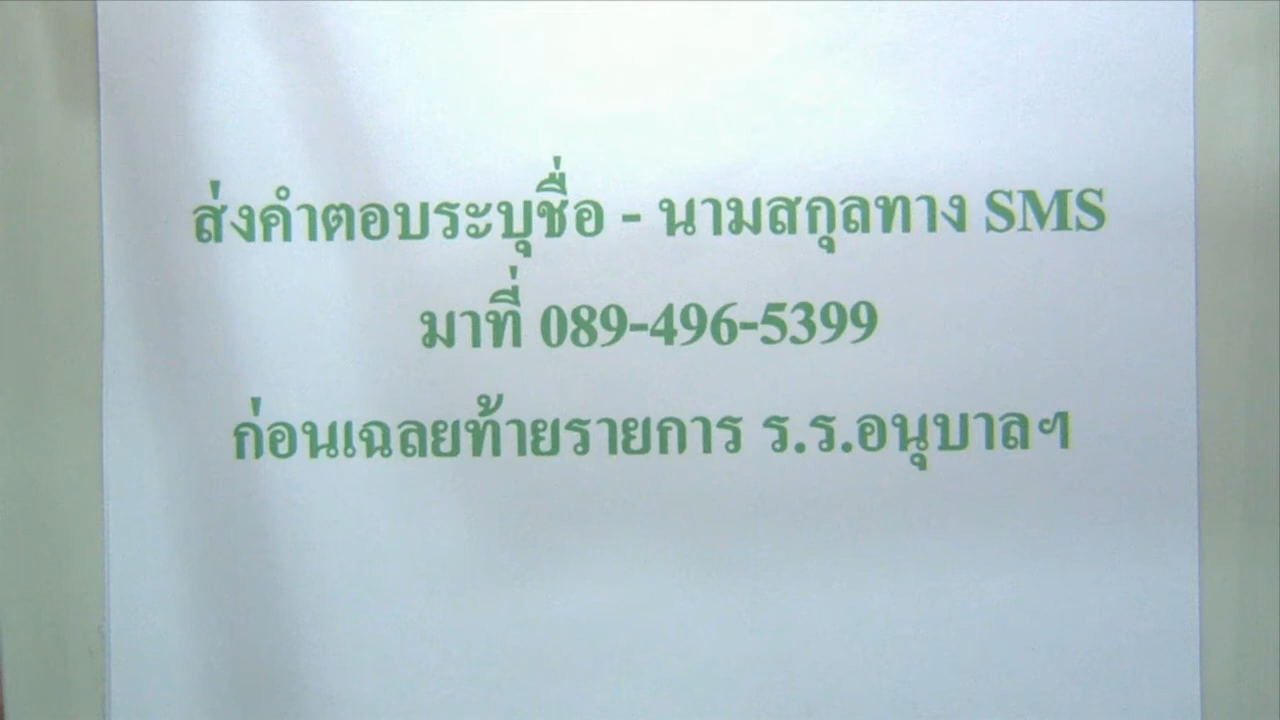 ส่งคำตอบระบุชื่อ - นามสกุลทาง SMS
มาที่ 089-496-5399
ก่อนเฉลยท้ายรายการ ร.ร.อนุบาลฯ